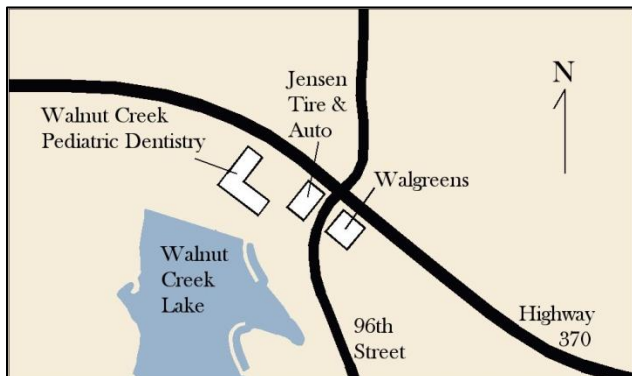 Jensen
Tire &
Auto
N
Walnut Creek
Pediatric Dentistry
Walgreens
Walnut
Creek
Lake
96th
Street
Highway
370